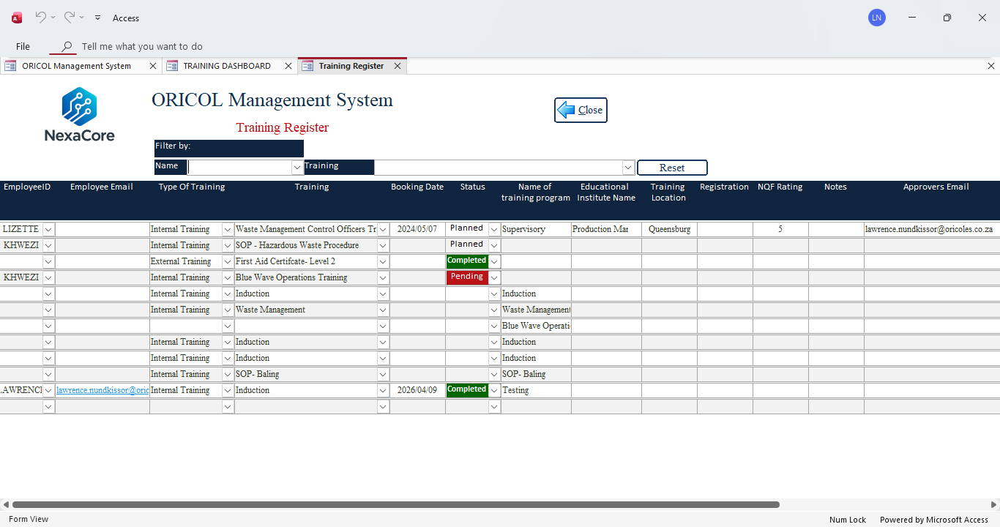 Access
LN
File
Tell me what you want to do
ORICOL Management System
TRAINING DASHBOARD
Training Register
NexaCore
ORICOL Management System
Training Register
Close
Filter by:
Name Training Reset
EmployeeID Employee Email Type Of Training Training Booking Date Status Name of training program Educational Institute Name Training Location Registration NQF Rating Notes Approvers Email
LIZETTE Internal Training Waste Management Control Officers Tr 2024/05/07 Planned Supervisory Production Mar Queensburg 5 lawrence.nundkissor@oricoles.co.za
KHWEZI Internal Training SOP - Hazardous Waste Procedure Planned
External Training First Aid Certifcate- Level 2 Completed
KHWEZI Internal Training Blue Wave Operations Training Pending
Internal Training Induction Induction
Internal Training Waste Management Waste Management
Blue Wave Operati
Internal Training Induction Induction
Internal Training Induction Induction
Internal Training SOP- Baling SOP- Baling
LAWRENCE lawrence.nundkissor@oric Internal Training Induction 2026/04/09 Completed Testing
Form View
Num Lock Powered by Microsoft Access